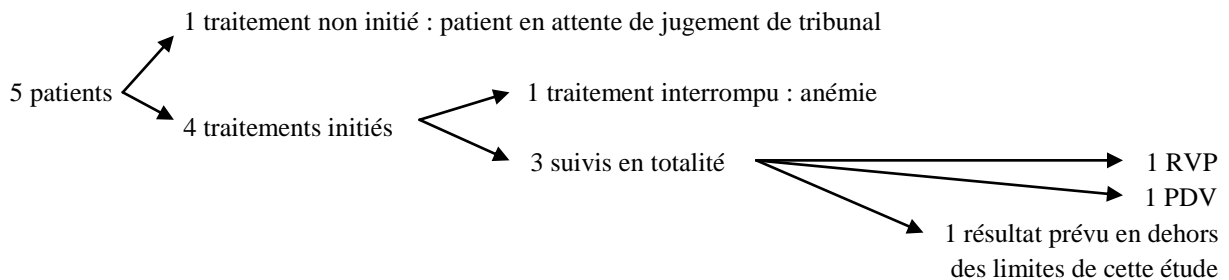 1 traitement non initié : patient en attente de jugement de tribunal
5 patients
1 traitement interrompu : anémie
4 traitements initiés
3 suivis en totalité
1 RVP
1 PDV
1 résultat prévu en dehors
des limites de cette étude